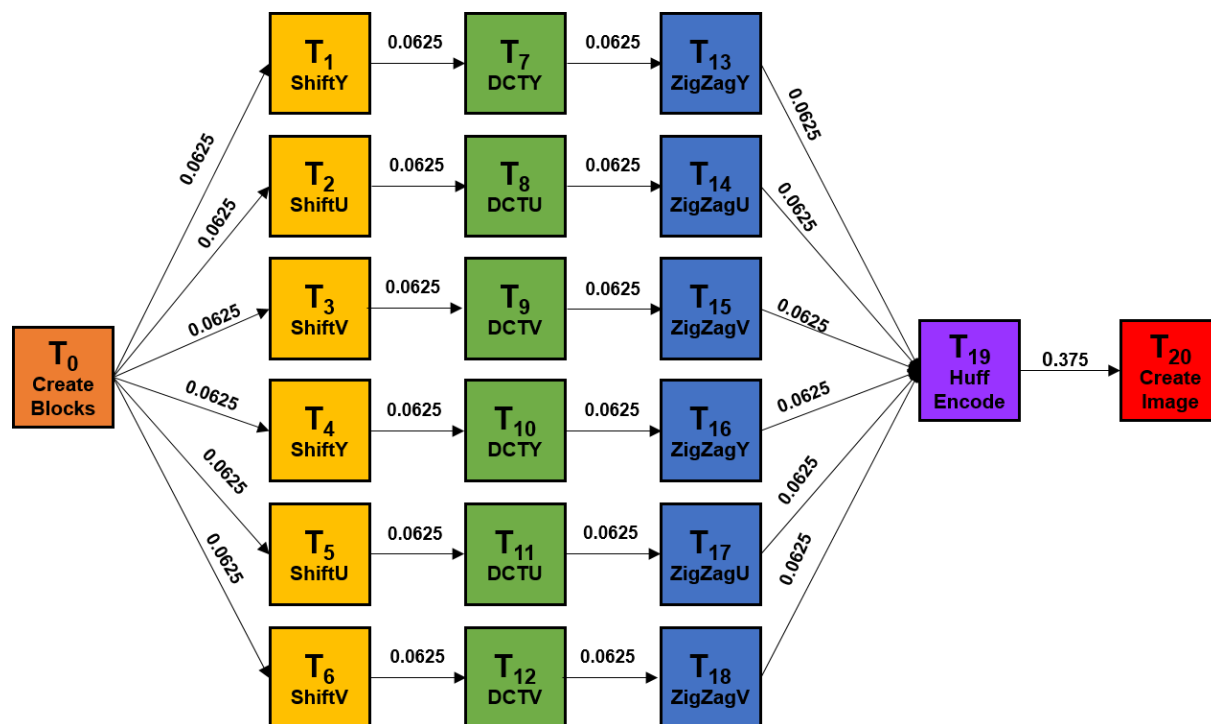 T0
Create
Blocks
0.0625
0.0625
0.0625
0.0625
0.0625
0.0625
T1
ShiftY
0.0625
T7
DCTY
0.0625
T13
ZigZagY
0.0625
T2
ShiftU
0.0625
T8
DCTU
0.0625
T14
ZigZagU
0.0625
T3
ShiftV
0.0625
T9
DCTV
0.0625
T15
ZigZagV
0.0625
T4
ShiftY
0.0625
T10
DCTY
0.0625
T16
ZigZagY
0.0625
T5
ShiftU
0.0625
T11
DCTU
0.0625
T17
ZigZagU
0.0625
T6
ShiftV
0.0625
T12
DCTV
0.0625
T18
ZigZagV
0.0625
T19
Huff
Encode
0.375
T20
Create
Image